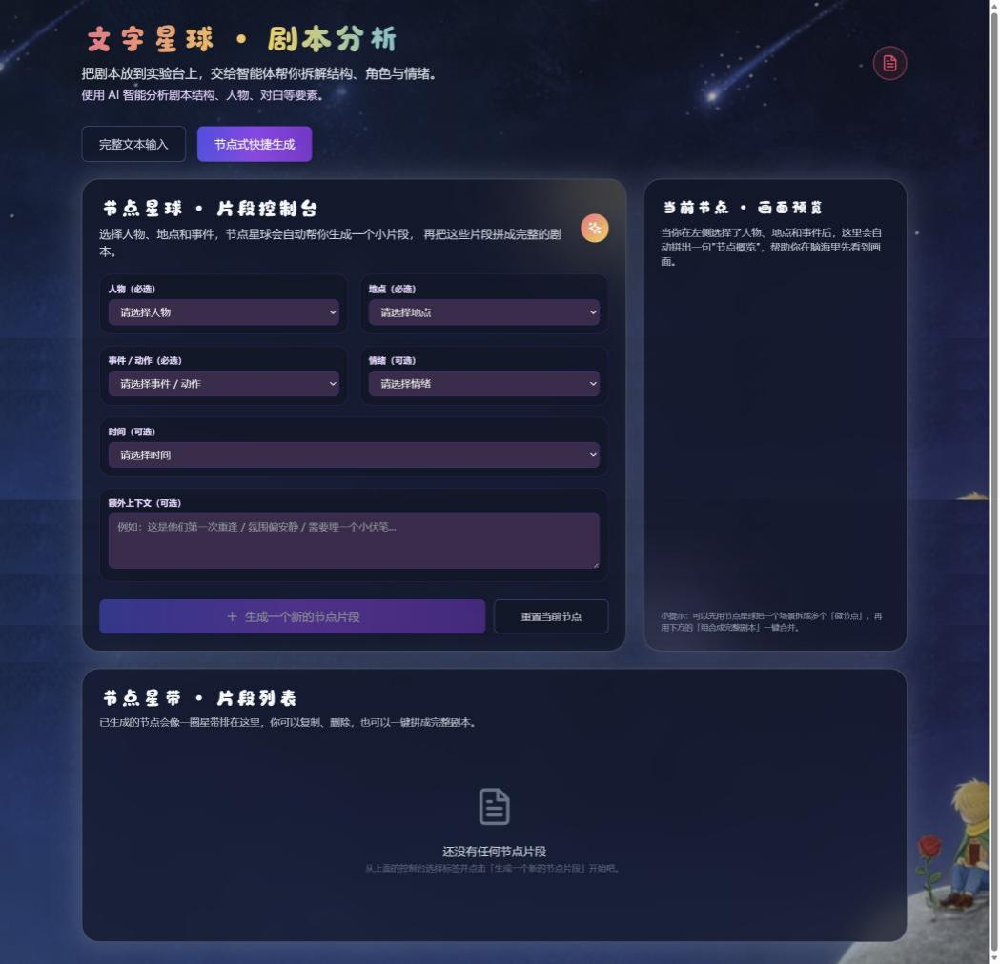 文字星球 • 剧本分析
把剧本放到实验台上，交给智能体帮你拆解结构、角色与情绪。
使用 AI 智能分析剧本结构、人物、对白等要素。
完整文本输入
节点式快捷生成
节点星球 • 片段控制台
选择人物、地点和事件，节点星球会自动帮你生成一个小片段， 再把这些片段拼成完整的剧
本。
人物（必选）
请选择人物
地点（必选）
请选择地点
事件 / 动作（必选）
请选择事件 / 动作
情绪（可选）
请选择情绪
时间（可选）
请选择时间
额外上下文（可选）
例如：这是他们第一次重逢 / 氛围偏安静 / 需要埋一个小伏笔...
+ 生成一个新的节点片段
重置当前节点
当前节点 • 画面预览
当你在左侧选择了人物、地点和事件后，这里会自
动拼出一句"节点概览"，帮助你在脑海里先看到画
面。
小提示：可以先用节点星球把一个场景拆成多个「微节点」，再
用下方的「组合成完整剧本」一键合并。
节点星带 • 片段列表
已生成的节点会像一圈星带排在这里，你可以复制、删除，也可以一键拼成完整剧本。
还没有任何节点片段
从上面的控制台选择标签并点击「生成一个新的节点片段」开始吧。